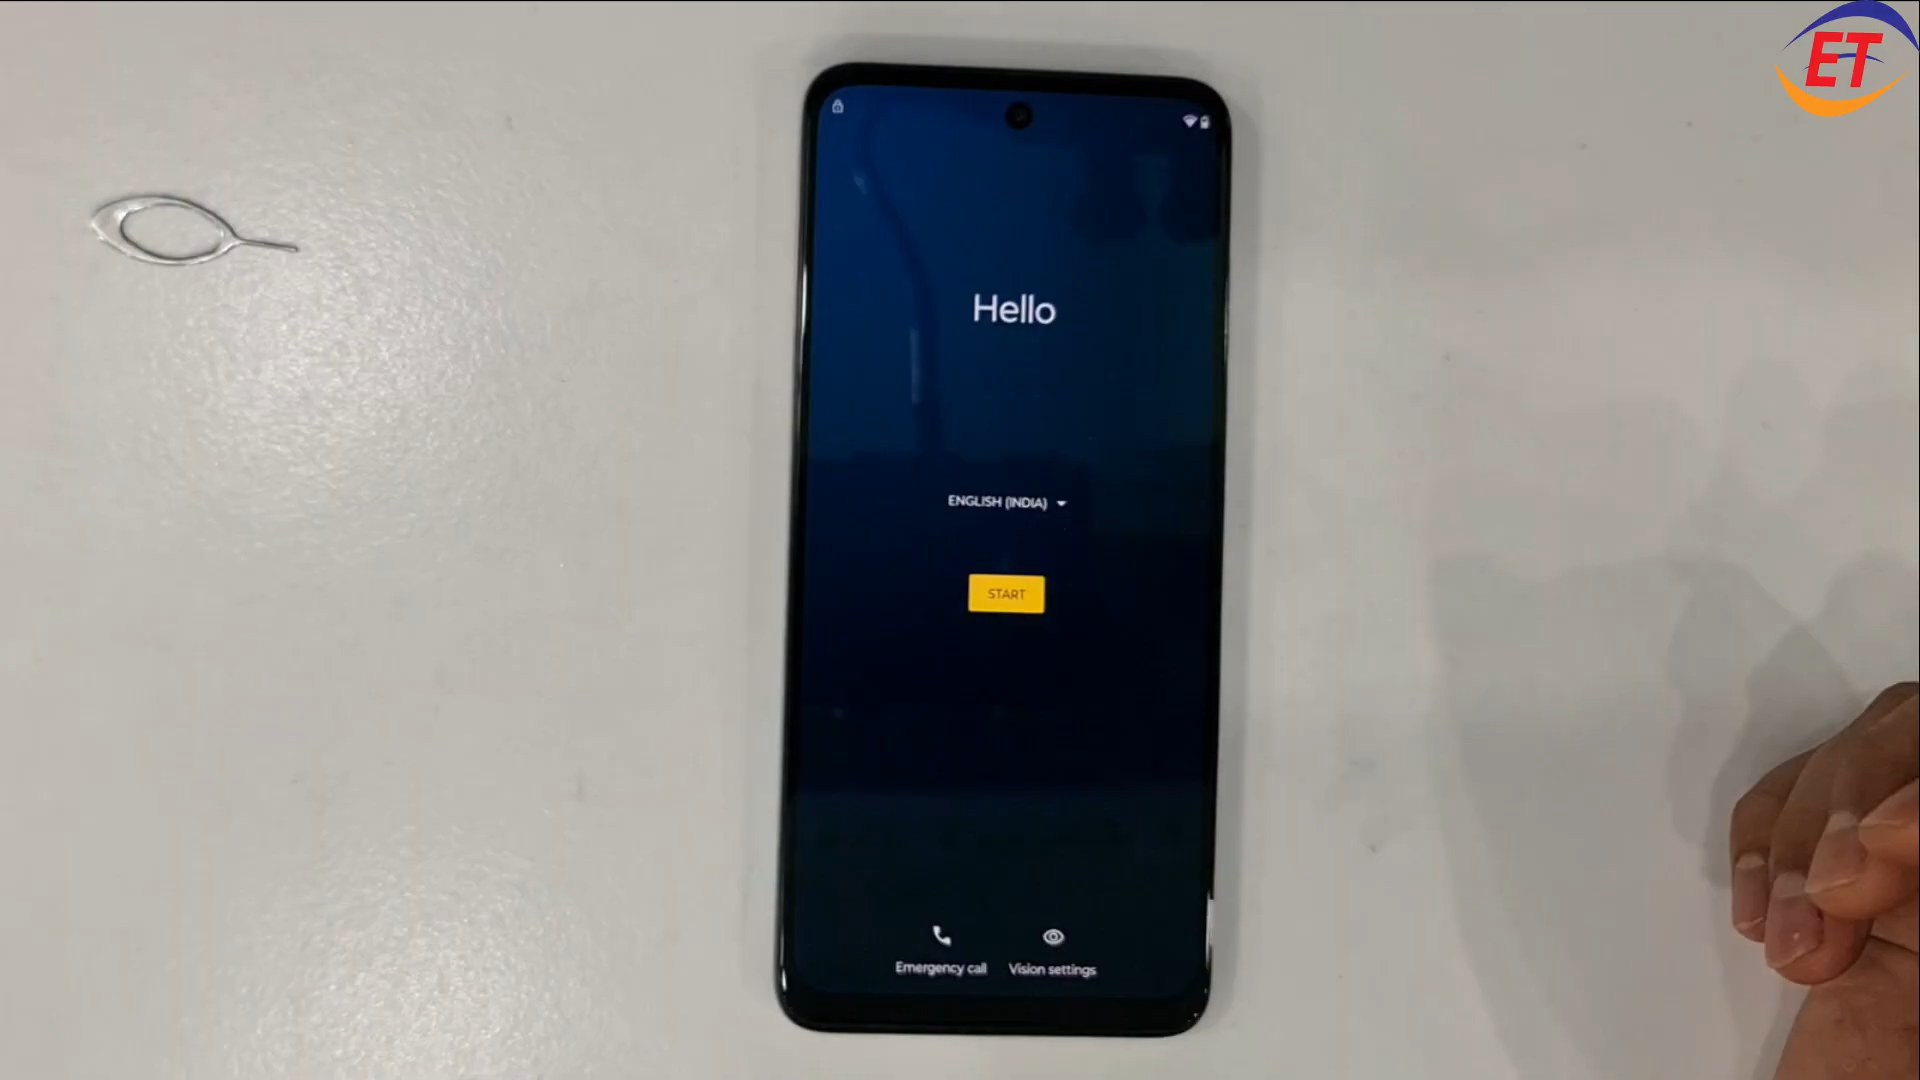 ET
Hello
ENGLISH (INDIA)
START
Emergency call
Vision settings